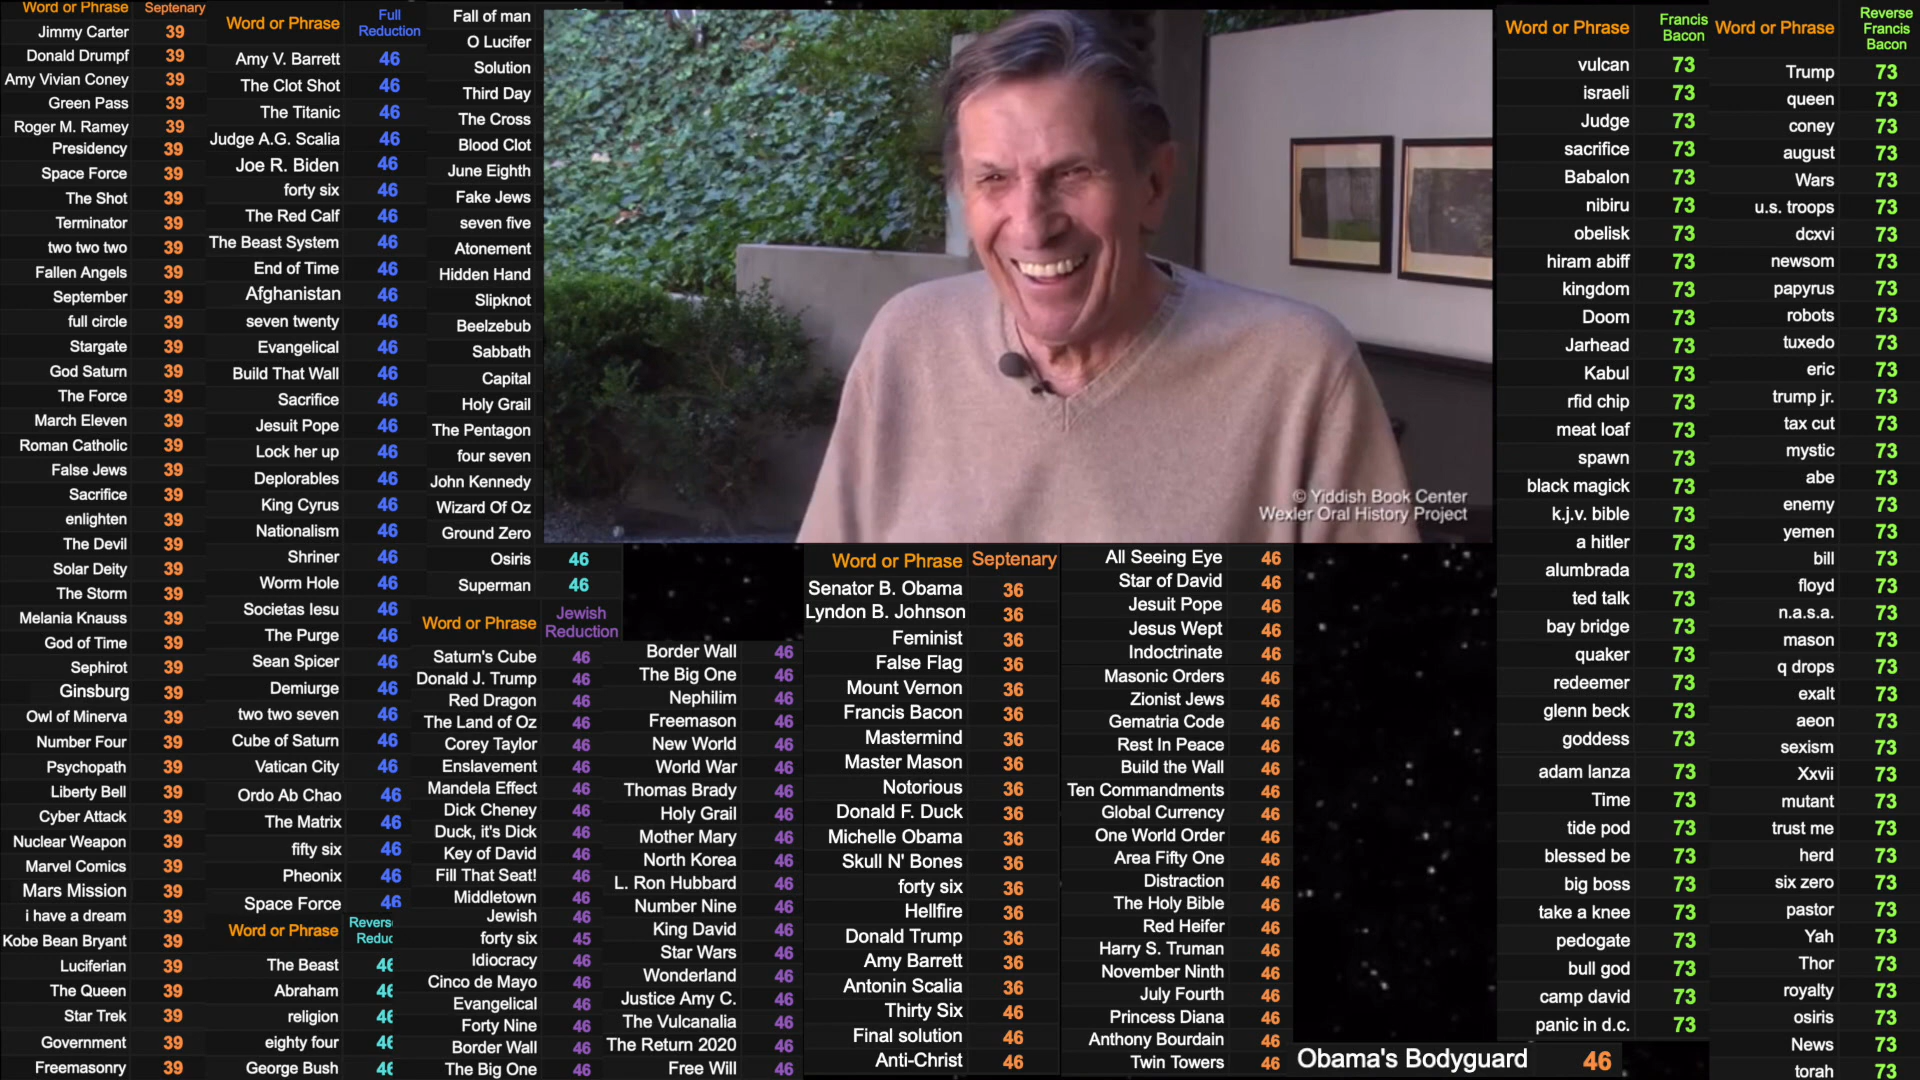 Word or Phrase Septenary
Jimmy Carter 39
Donald Drumpf 39
Amy Vivian Coney 39
Green Pass 39
Roger M. Ramey 39
Presidency 39
Space Force 39
The Shot 39
Terminator 39
two two two 39
Fallen Angels 39
September 39
full circle 39
Stargate 39
God Saturn 39
The Force 39
March Eleven 39
Roman Catholic 39
False Jews 39
Sacrifice 39
enlighten 39
The Devil 39
Solar Deity 39
The Storm 39
Melania Knauss 39
God of Time 39
Sephirot 39
Ginsburg 39
Owl of Minerva 39
Number Four 39
Psychopath 39
Liberty Bell 39
Cyber Attack 39
Nuclear Weapon 39
Marvel Comics 39
Mars Mission 39
i have a dream 39
Kobe Bean Bryant 39
Luciferian 39
The Queen 39
Star Trek 39
Government 39
Freemasonry 39
Word or Phrase Full Reduction
Amy V. Barrett 46
The Clot Shot 46
The Titanic 46
Judge A.G. Scalia 46
Joe R. Biden 46
forty six 46
The Red Calf 46
The Beast System 46
End of Time 46
Afghanistan 46
seven twenty 46
Evangelical 46
Build That Wall 46
Sacrifice 46
Jesuit Pope 46
Lock her up 46
Deplorables 46
King Cyrus 46
Nationalism 46
Shriner 46
Worm Hole 46
Societas Iesu 46
The Purge 46
Sean Spicer 46
Demiurge 46
two two seven 46
Cube of Saturn 46
Vatican City 46
Ordo Ab Chao 46
The Matrix 46
fifty six 46
Pheonix 46
Space Force 46
Word or Phrase Revers Reduc
The Beast 46
Abraham 46
religion 46
eighty four 46
George Bush 46
Fall of man
O Lucifer
Solution
Third Day
The Cross
Blood Clot
June Eighth
Fake Jews
seven five
Atonement
Hidden Hand
Slipknot
Beelzebub
Sabbath
Capital
Holy Grail
The Pentagon
four seven
John Kennedy
Wizard Of Oz
Ground Zero
Osiris 46
Superman 46
Word or Phrase Jewish Reduction
Saturn's Cube 46
Donald J. Trump 46
Red Dragon 46
The Land of Oz 46
Corey Taylor 46
Enslavement 46
Mandela Effect 46
Dick Cheney 46
Duck, it's Dick 46
Key of David 46
Fill That Seat! 46
Middletown 46
Jewish 46
forty six 45
Idiocracy 46
Cinco de Mayo 46
Evangelical 46
Forty Nine 46
Border Wall 46
The Big One 46
Border Wall 46
The Big One 46
Nephilim 46
Freemason 46
New World 46
World War 46
Thomas Brady 46
Holy Grail 46
Mother Mary 46
North Korea 46
L. Ron Hubbard 46
Number Nine 46
King David 46
Star Wars 46
Wonderland 46
Justice Amy C. 46
The Vulcanalia 46
The Return 2020 46
Free Will 46
© Yiddish Book Center
Wexler Oral History Project
Word or Phrase Septenary
Senator B. Obama 36
Lyndon B. Johnson 36
Feminist 36
False Flag 36
Mount Vernon 36
Francis Bacon 36
Mastermind 36
Master Mason 36
Notorious 36
Donald F. Duck 36
Michelle Obama 36
Skull N' Bones 36
forty six 36
Hellfire 36
Donald Trump 36
Amy Barrett 36
Antonin Scalia 36
Thirty Six 46
Final solution 46
Anti-Christ 46
All Seeing Eye 46
Star of David 46
Jesuit Pope 46
Jesus Wept 46
Indoctrinate 46
Masonic Orders 46
Zionist Jews 46
Gematria Code 46
Rest In Peace 46
Build the Wall 46
Ten Commandments 46
Global Currency 46
One World Order 46
Area Fifty One 46
Distraction 46
The Holy Bible 46
Red Heifer 46
Harry S. Truman 46
November Ninth 46
July Fourth 46
Princess Diana 46
Anthony Bourdain 46
Twin Towers 46
Obama's Bodyguard 46
Word or Phrase Francis Bacon
vulcan 73
israeli 73
Judge 73
sacrifice 73
Babalon 73
nibiru 73
obelisk 73
hiram abiff 73
kingdom 73
Doom 73
Jarhead 73
Kabul 73
rfid chip 73
meat loaf 73
spawn 73
black magick 73
k.j.v. bible 73
a hitler 73
alumbrada 73
ted talk 73
bay bridge 73
quaker 73
redeemer 73
glenn beck 73
goddess 73
adam lanza 73
Time 73
tide pod 73
blessed be 73
big boss 73
take a knee 73
pedogate 73
bull god 73
camp david 73
panic in d.c. 73
Word or Phrase Reverse Francis Bacon
Trump 73
queen 73
coney 73
august 73
Wars 73
u.s. troops 73
dcxvi 73
newsom 73
papyrus 73
robots 73
tuxedo 73
eric 73
trump jr. 73
tax cut 73
mystic 73
abe 73
enemy 73
yemen 73
bill 73
floyd 73
n.a.s.a. 73
mason 73
q drops 73
exalt 73
aeon 73
sexism 73
Xxvii 73
mutant 73
trust me 73
herd 73
six zero 73
pastor 73
Yah 73
Thor 73
royalty 73
osiris 73
News 73
torah 73